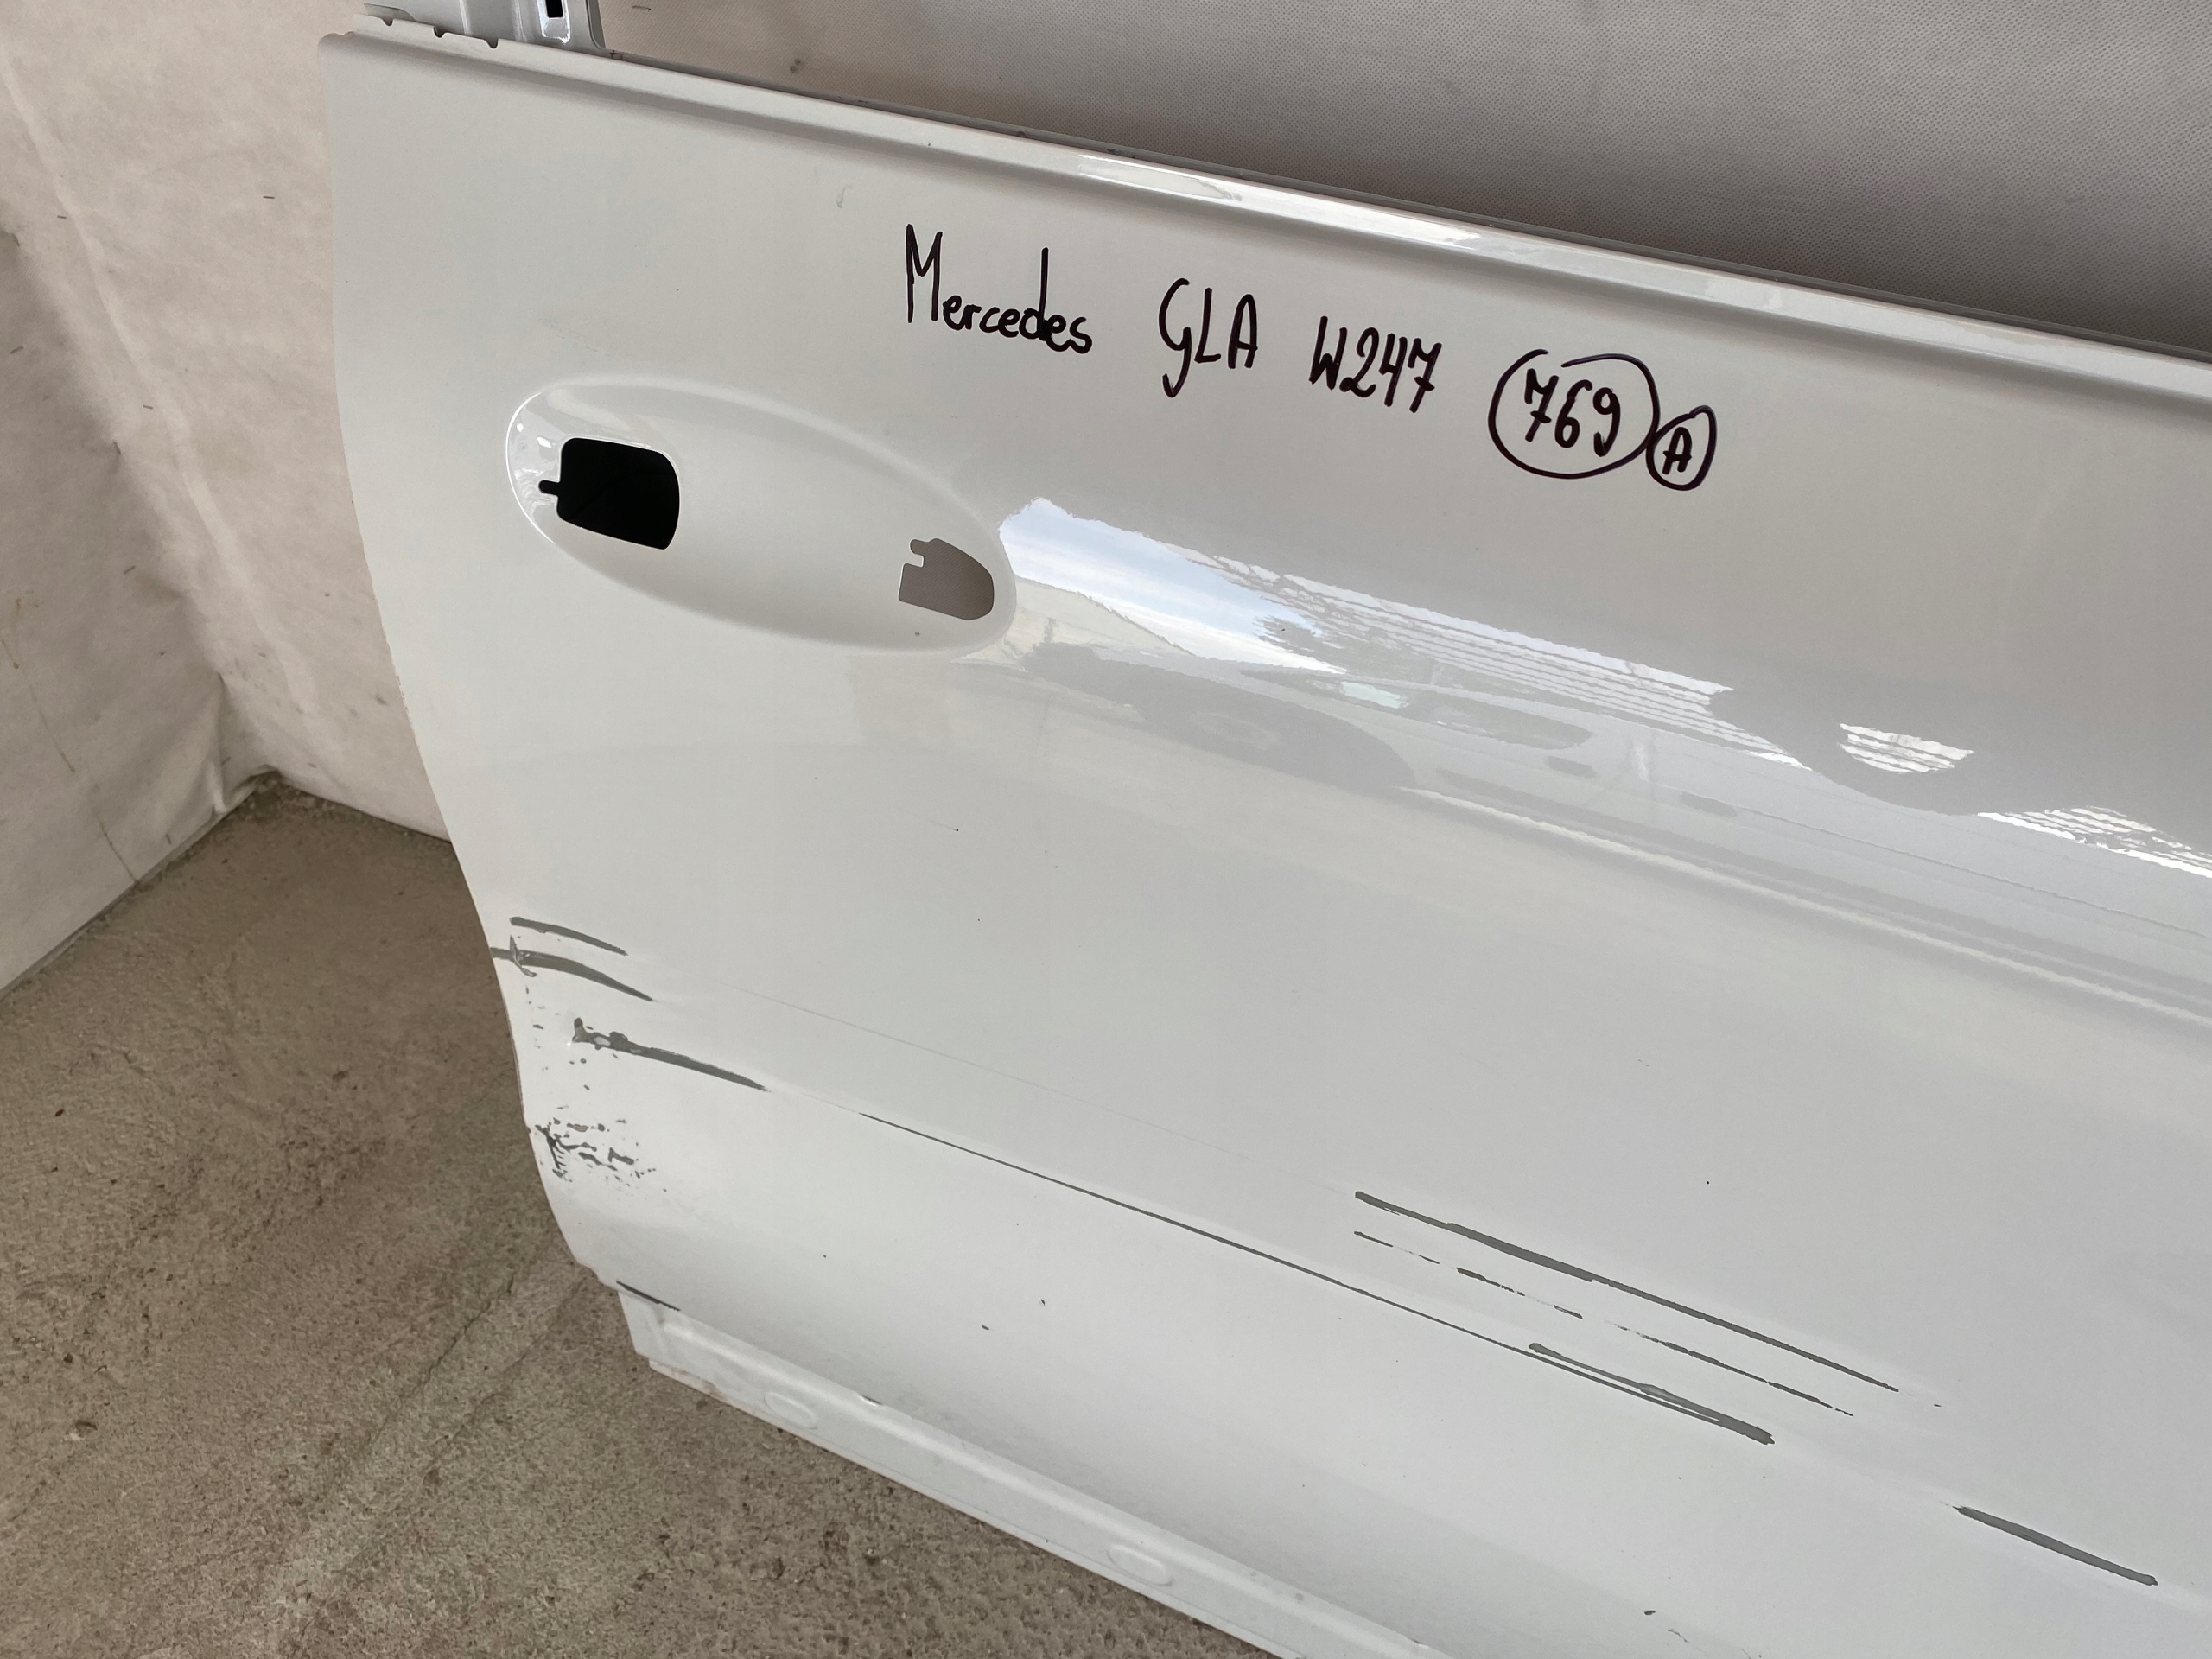 Mercedes GLA W247 769 A